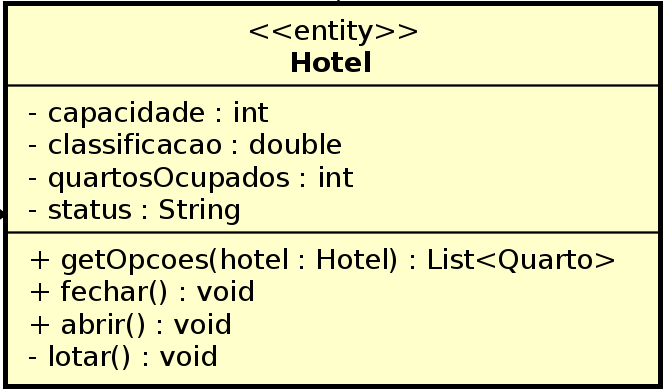 <<entity>>
Hotel
- capacidade : int
- classificacao : double
- quartosOcupados : int
- status : String
+ getOpcoes(hotel : Hotel) : List<Quarto>
+ fechar() : void
+ abrir() : void
- lotar() : void